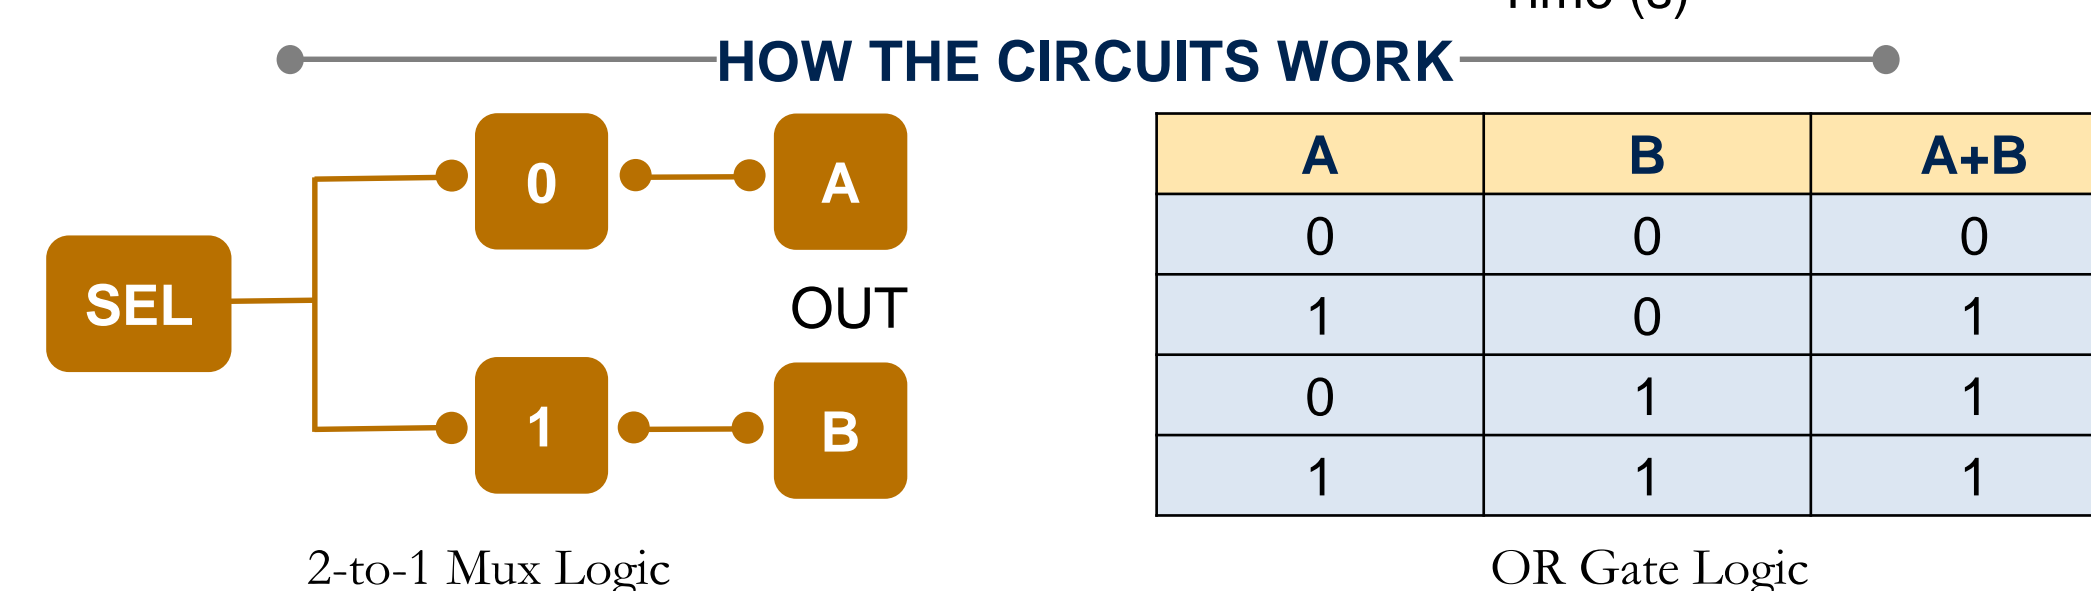 Time (s)
HOW THE CIRCUITS WORK
SEL
0
A
OUT
1
B
2-to-1 Mux Logic
A B A+B
0 0 0
1 0 1
0 1 1
1 1 1
OR Gate Logic